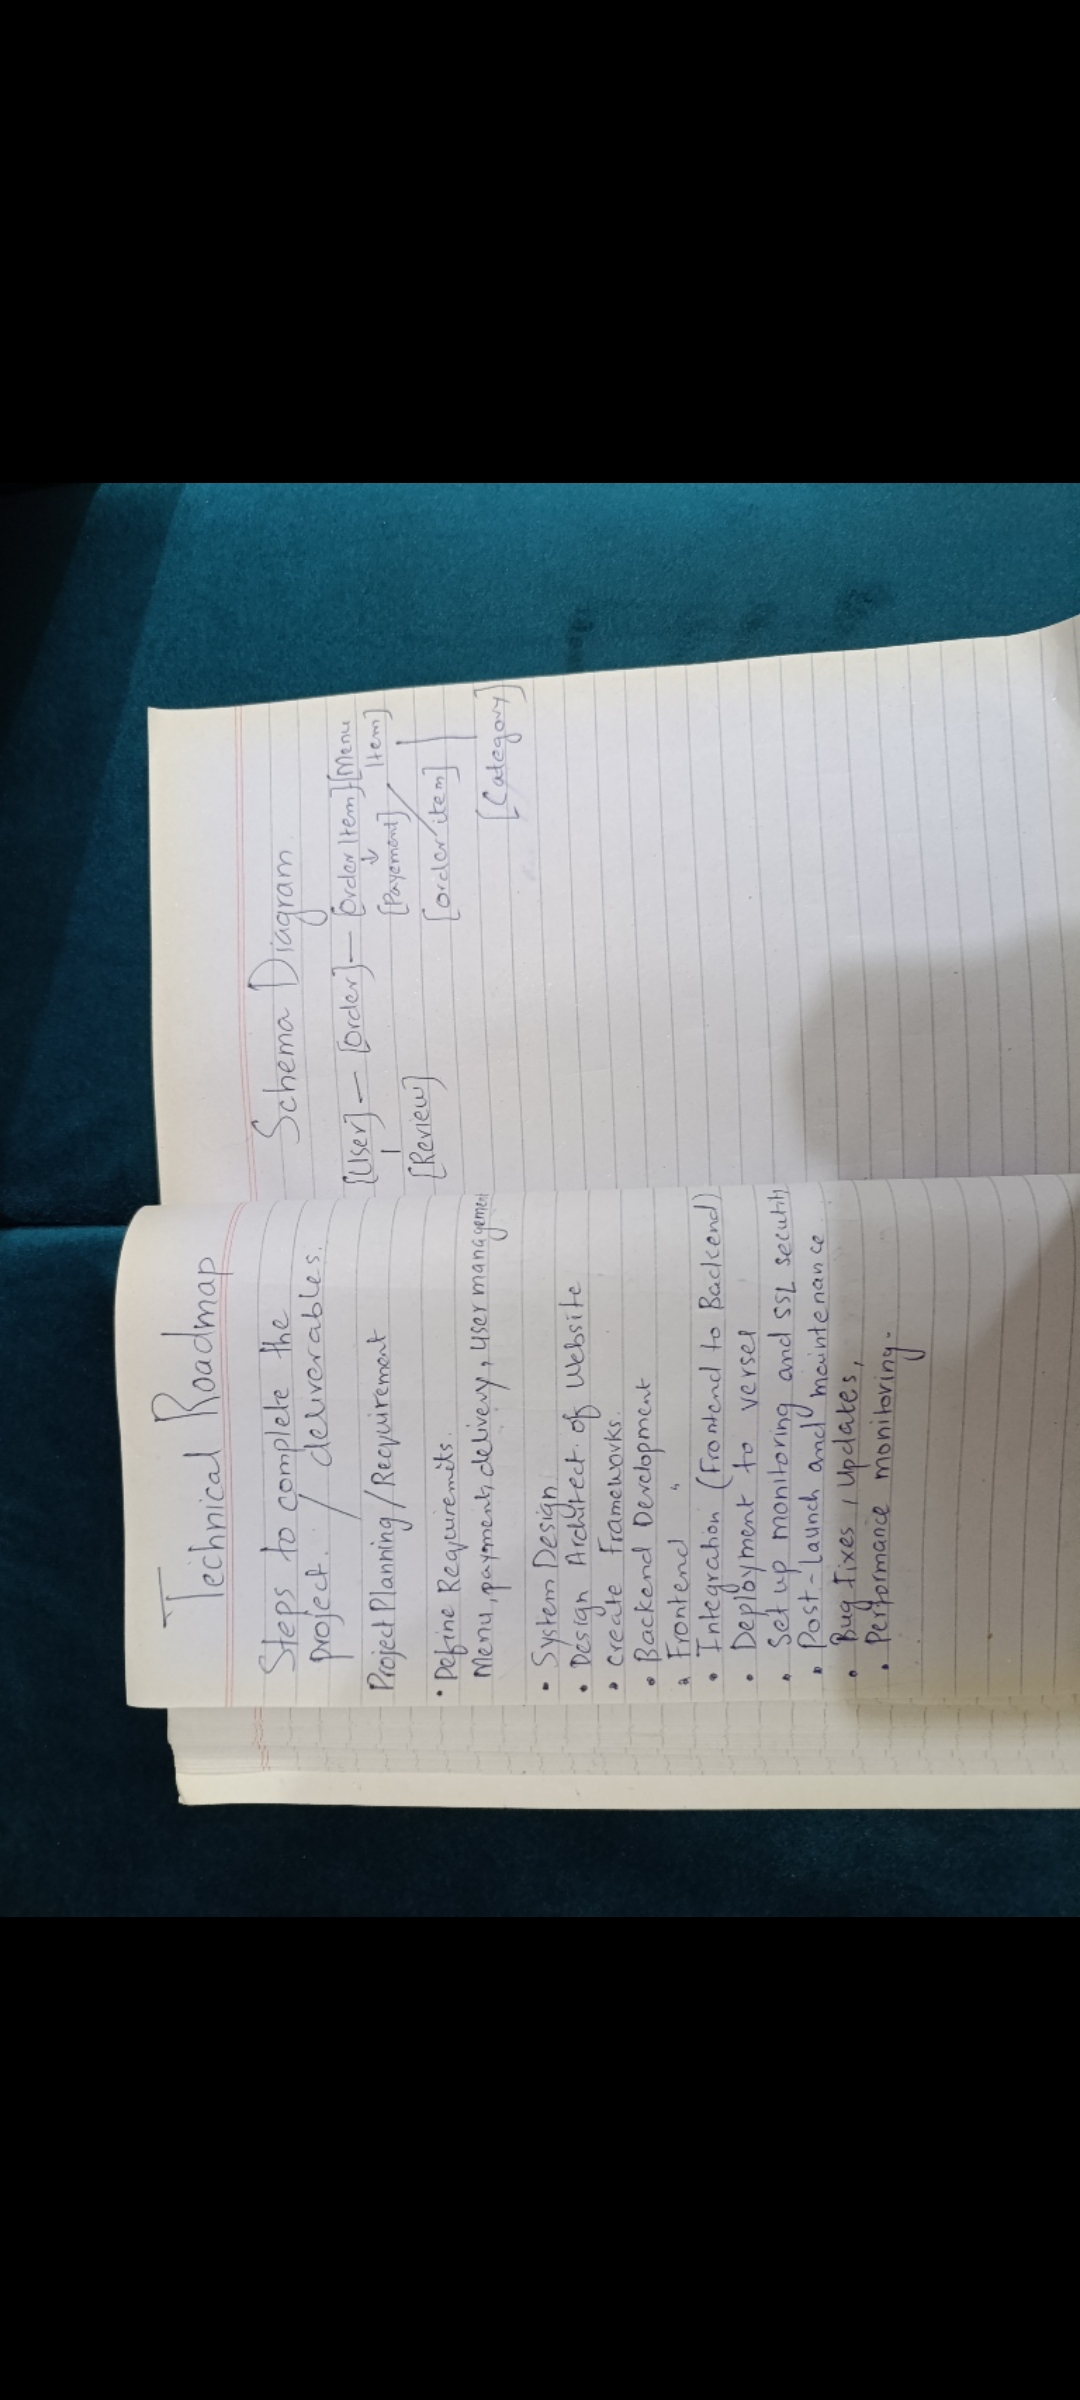 Technical Roadmap
Steps to complete the
project. / deliverables.
Project Planning / Requirement
• Define Requiremits.
Menu, payment, delivery, user management
• System Design
• Design Architect. of Website
• Create Frameworks.
• Backend Development
• Frontend "
• Integration (Frontend to Backend)
• Deployment to versel
• Set up monitoring and SSL
• Post-Launch and maintenance
• Bug fixes, Updates,
• Performance monitoring.
Schema Diagram
[User] — [Order] — [Order Item] [Menu
Item]
[Payement]
[Review] [order item]
[Category]